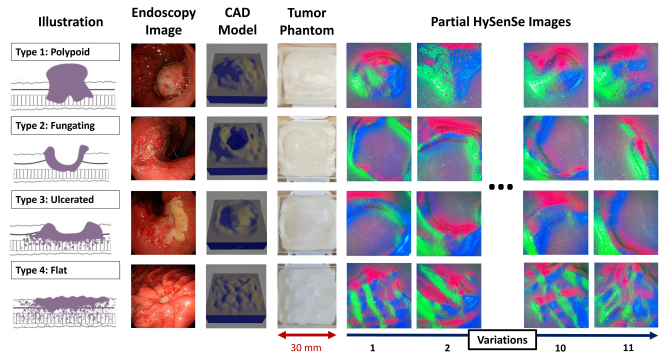 Illustration
Endoscopy Image
CAD Model
Tumor Phantom
Partial HySenSe Images
Type 1: Polypoid
Type 2: Fungating
...
Type 3: Ulcerated
Type 4: Flat
30 mm
1
2
Variations
10
11